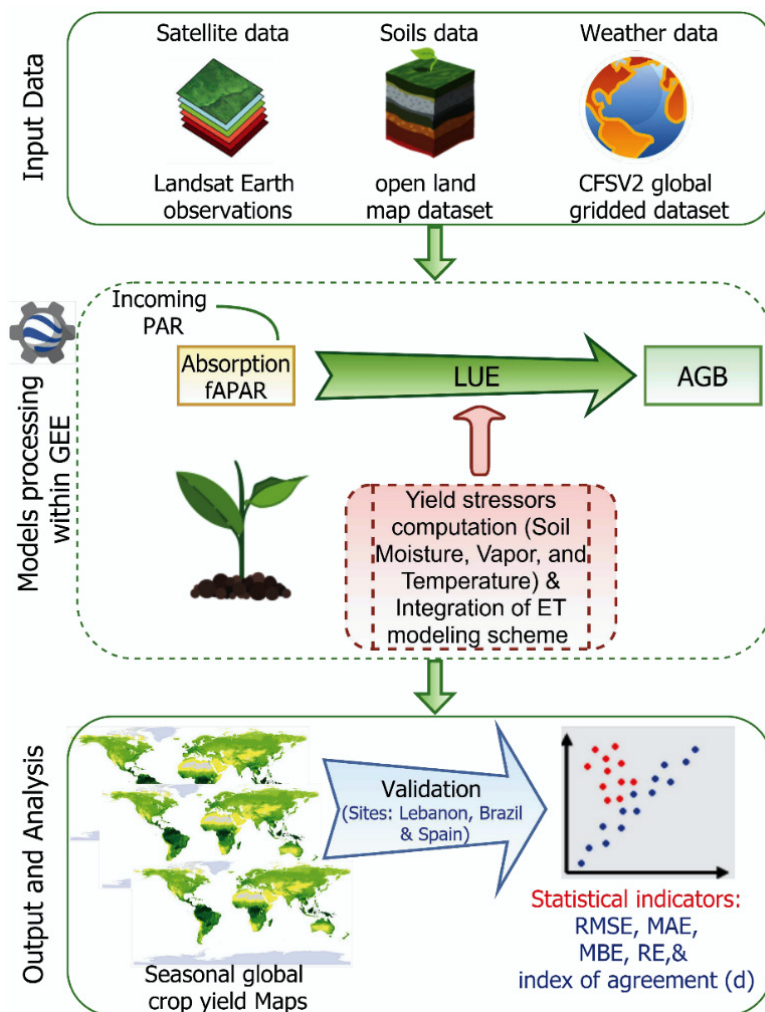 Input Data
Satellite data
Landsat Earth
observations
Soils data
open land
map dataset
Weather data
CFSV2 global
gridded dataset
Models processing
within GEE
Incoming
PAR
Absorption
fAPAR
LUE
AGB
Yield stressors
computation (Soil
Moisture, Vapor, and
Temperature) &
Integration of ET
modeling scheme
Output and Analysis
Seasonal global
crop yield Maps
Validation
(Sites: Lebanon, Brazil
& Spain)
Statistical indicators:
RMSE, MAE,
MBE, RE,&
index of agreement (d)